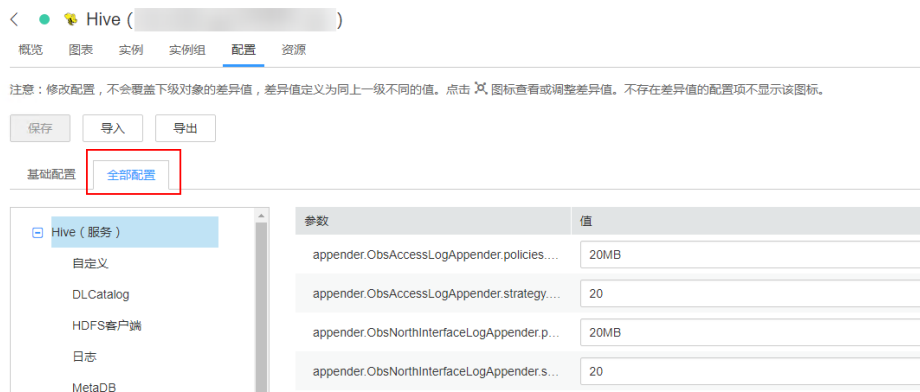 Hive (　)
概览 图表 实例 实例组 配置 资源
注意：修改配置，不会覆盖下级对象的差异值，差异值定义为同上一级不同的值。点击 图标查看或调整差异值。不存在差异值的配置项不显示该图标。
保存 导入 导出
基础配置 全部配置
Hive（服务）
自定义
DLCatalog
HDFS客户端
日志
MetaDB
参数 值
appender.ObsAccessLogAppender.policies.... 20MB
appender.ObsAccessLogAppender.strategy.... 20
appender.ObsNorthInterfaceLogAppender.p... 20MB
appender.ObsNorthInterfaceLogAppender.s... 20